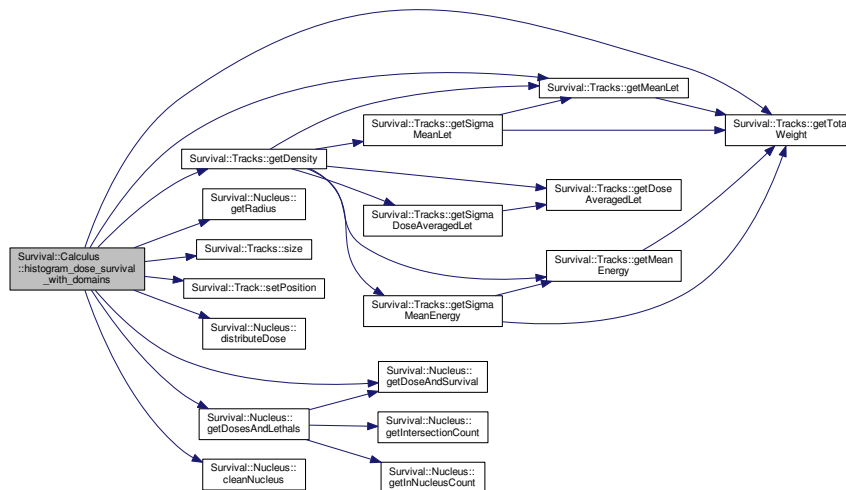 Survival::Calculus
::histogram_dose_survival
_with_domains
Survival::Tracks::getDensity
Survival::Nucleus::
getRadius
Survival::Tracks::size
Survival::Track::setPosition
Survival::Nucleus::
distributeDose
Survival::Nucleus::
getDosesAndLethals
Survival::Nucleus::
cleanNucleus
Survival::Tracks::getSigma
MeanLet
Survival::Tracks::getSigma
DoseAveragedLet
Survival::Tracks::getSigma
MeanEnergy
Survival::Nucleus::
getDoseAndSurvival
Survival::Nucleus::
getIntersectionCount
Survival::Nucleus::
getInNucleusCount
Survival::Tracks::getMeanLet
Survival::Tracks::getDose
AveragedLet
Survival::Tracks::getMean
Energy
Survival::Tracks::getTotal
Weight